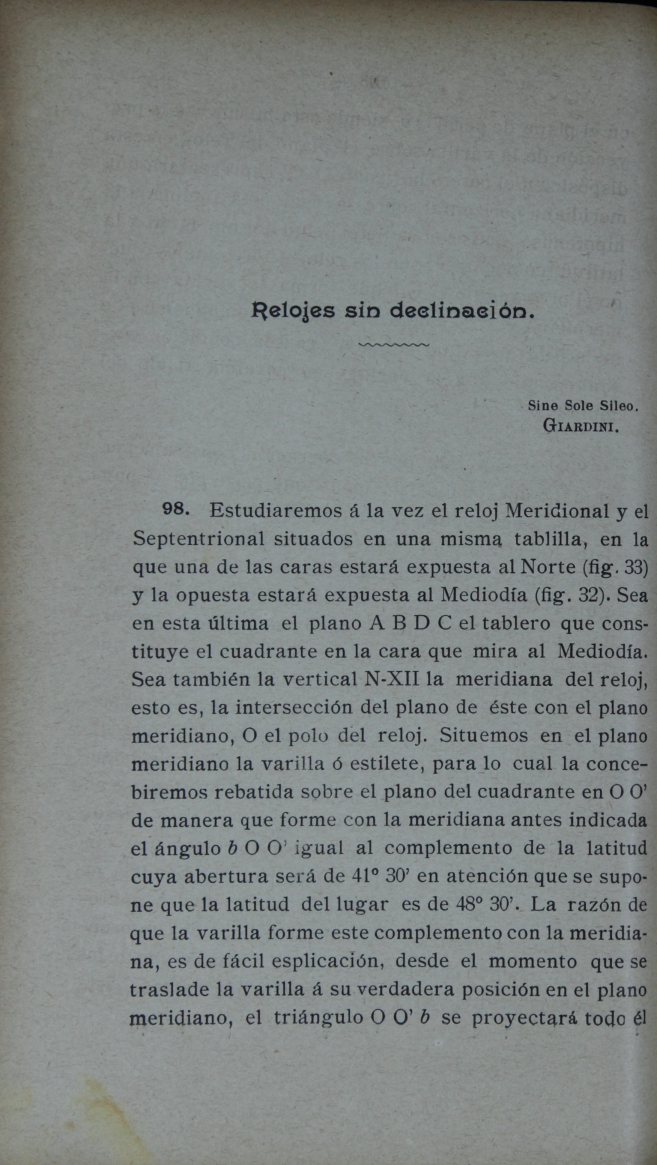 Relojes sin declinación.
Sine Sole Sileo.
GIARDINI.
98. Estudiaremos á la vez el reloj Meridional y el
Septentrional situados en una misma tablilla, en la
que una de las caras estará expuesta al Norte (fig. 33)
y la opuesta estará expuesta al Mediodía (fig. 32). Sea
en esta última el plano A B D C el tablero que cons-
tituye el cuadrante en la cara que mira al Mediodía.
Sea también la vertical N-XII la meridiana del reloj,
esto es, la intersección del plano de éste con el plano
meridiano, O el polo del reloj. Situemos en el plano
meridiano la varilla ó estilete, para lo cual la conce-
biremos rebatida sobre el plano del cuadrante en O O'
de manera que forme con la meridiana antes indicada
el ángulo b O O' igual al complemento de la latitud
cuya abertura será de 41° 30' en atención que se supo-
ne que la latitud del lugar es de 48° 30'. La razón de
que la varilla forme este complemento con la meridia-
na, es de fácil esplicación, desde el momento que se
traslade la varilla á su verdadera posición en el plano
meridiano, el triángulo O O' b se proyectará todo él